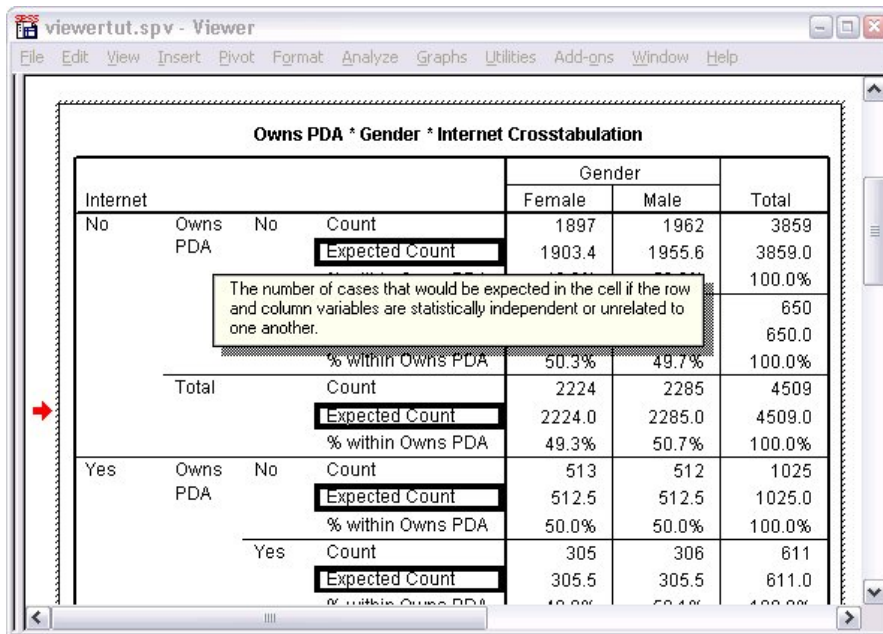 viewertut.spv - Viewer
File Edit View Insert Pivot Format Analyze Graphs Utilities Add-ons Window Help
Owns PDA * Gender * Internet Crosstabulation
Gender
Internet Female Male Total
No Owns PDA No Count 1897 1962 3859
Expected Count 1903.4 1955.6 3859.0
100.0%
The number of cases that would be expected in the cell if the row
and column variables are statistically independent or unrelated to
one another.
650
650.0
% within Owns PDA 50.3% 49.7% 100.0%
Total Count 2224 2285 4509
Expected Count 2224.0 2285.0 4509.0
% within Owns PDA 49.3% 50.7% 100.0%
Yes Owns PDA No Count 513 512 1025
Expected Count 512.5 512.5 1025.0
% within Owns PDA 50.0% 50.0% 100.0%
Yes Count 305 306 611
Expected Count 305.5 305.5 611.0
% within Owns PDA